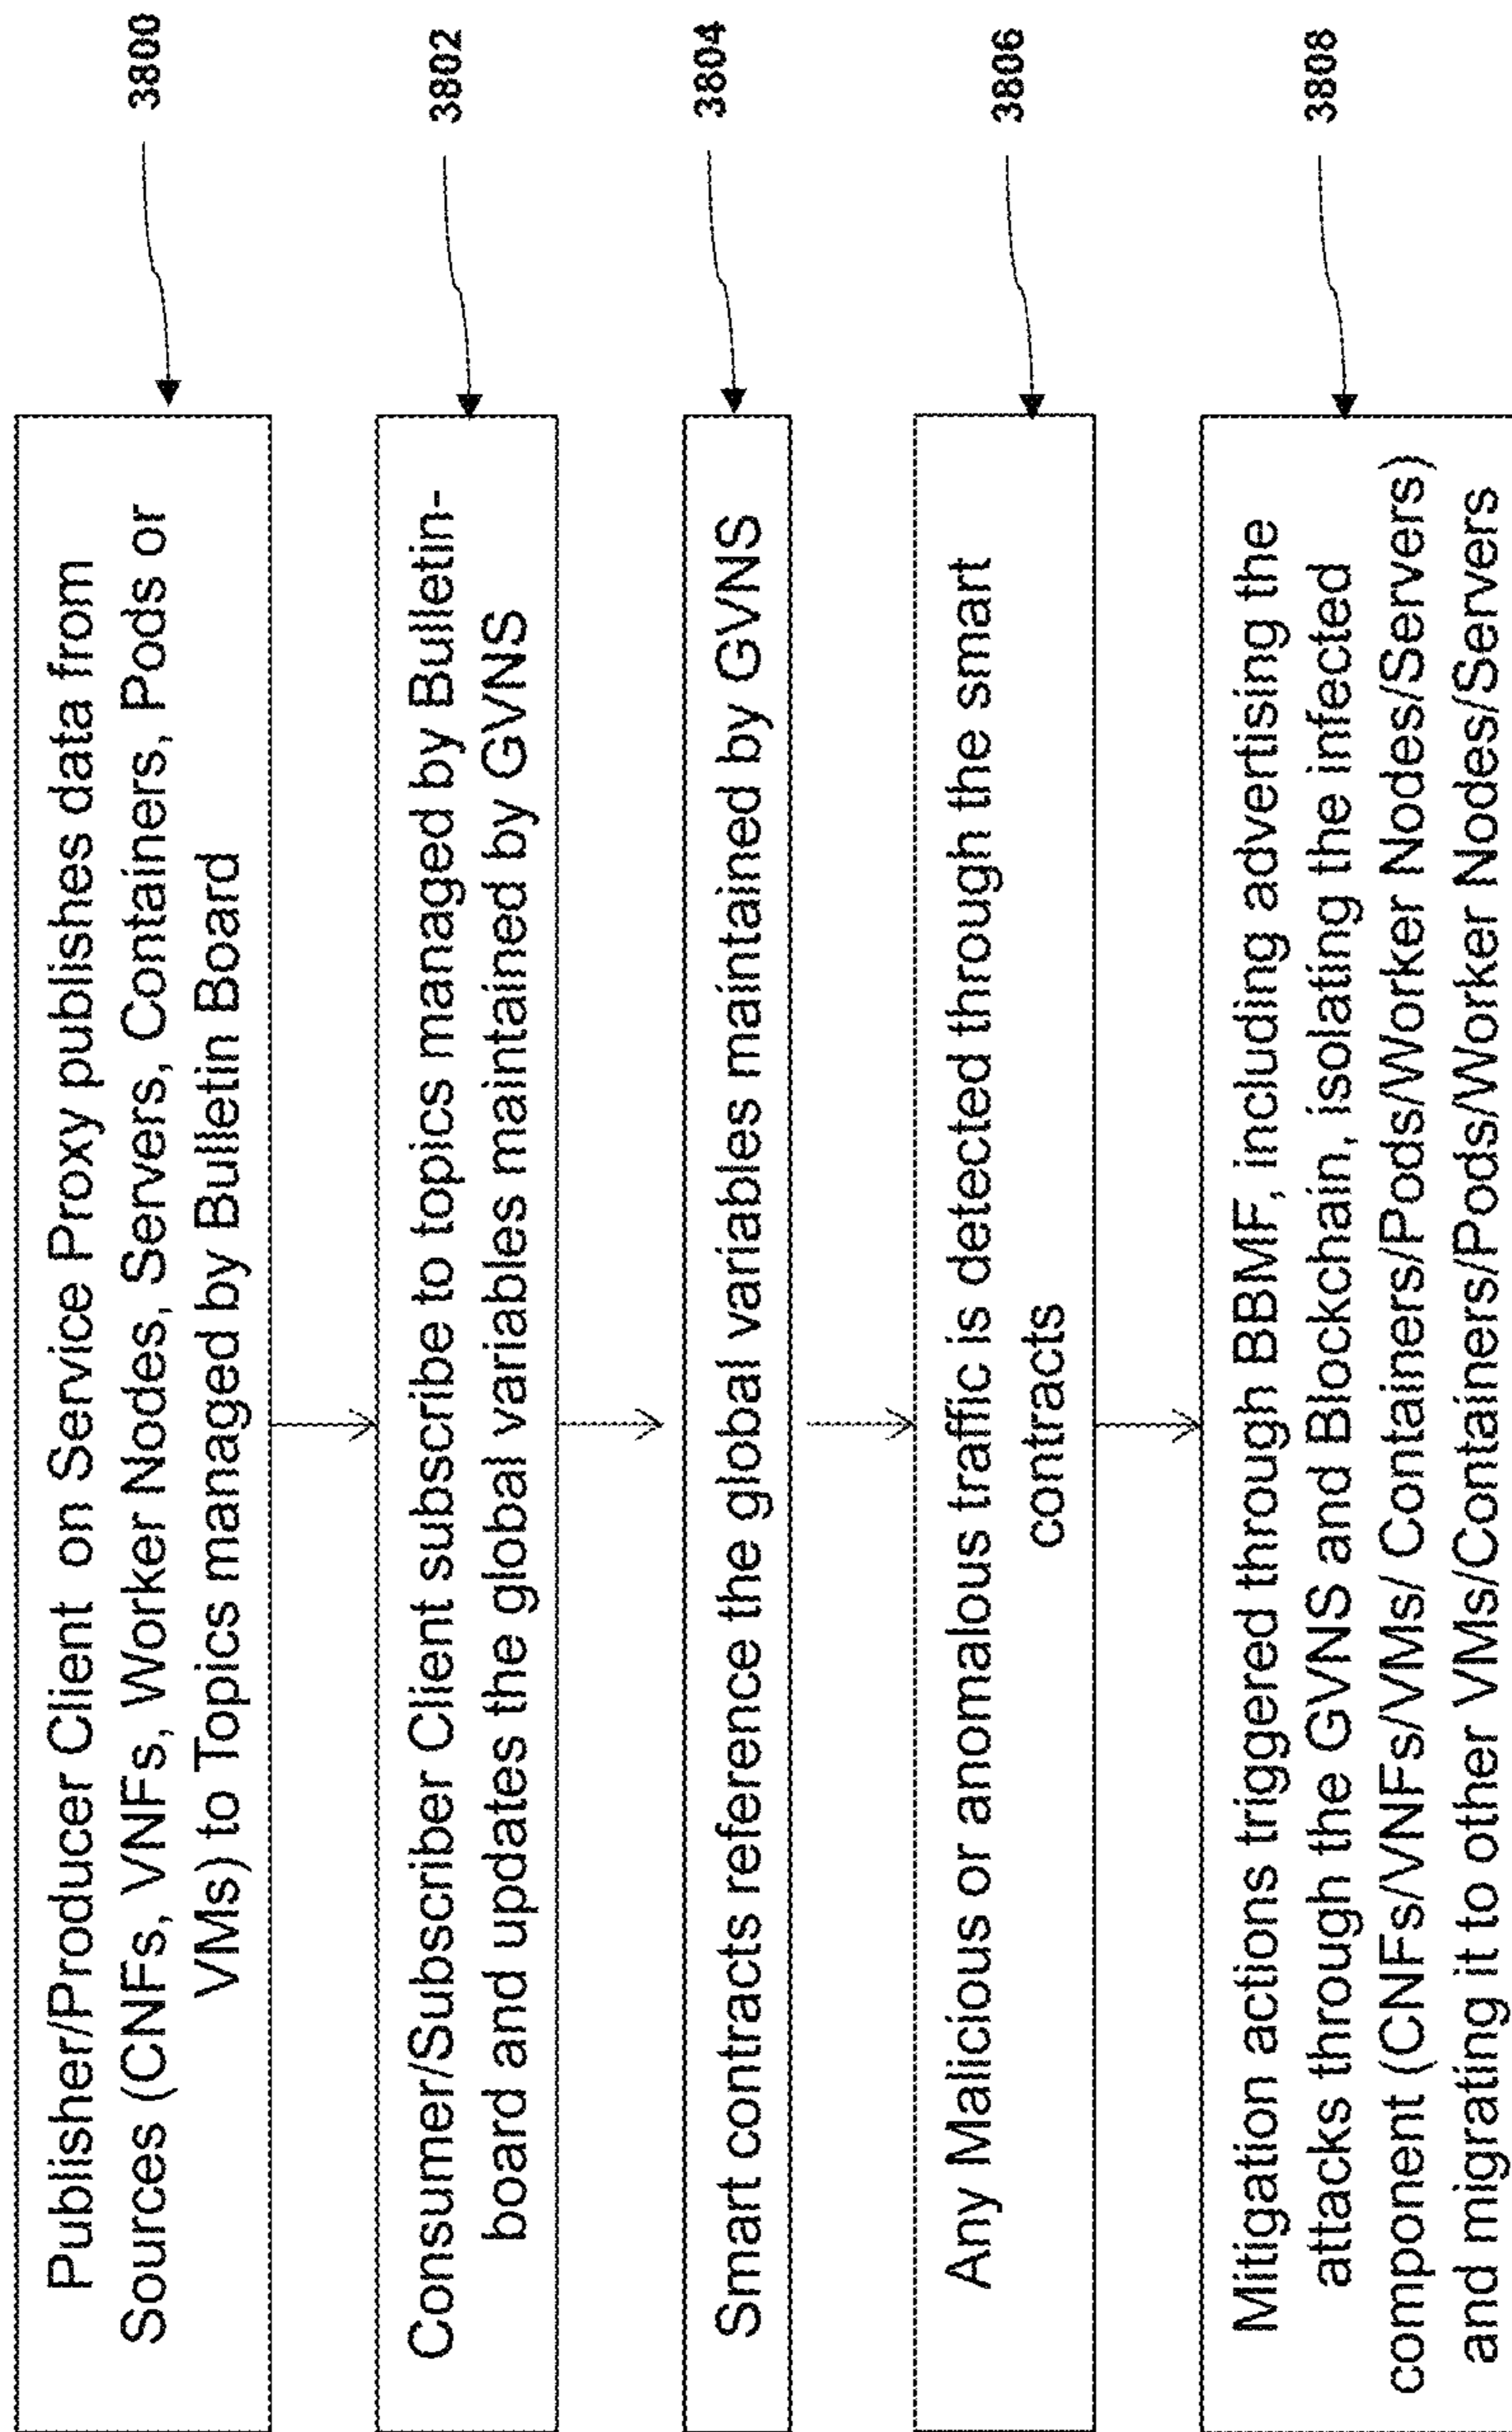 Publisher/Producer Client on Service Proxy publishes data from
Sources (CNFs, VNFs, Worker Nodes, Servers, Containers, Pods or
VMs) to Topics managed by Bulletin Board
3800
Consumer/Subscriber Client subscribe to topics managed by Bulletin-
board and updates the global variables maintained by GVNS
3802
Smart contracts reference the global variables maintained by GVNS
3804
Any Malicious or anomalous traffic is detected through the smart
contracts
3806
Mitigation actions triggered through BBMF, including advertising the
attacks through the GVNS and Blockchain, isolating the infected
component (CNFs/VNFs/VMs/ Containers/Pods/Worker Nodes/Servers)
and migrating it to other VMs/Containers/Pods/Worker Nodes/Servers
3808